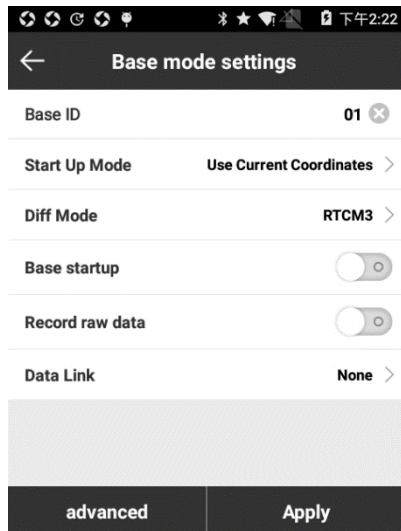 下午2:22
Base mode settings
Base ID 01
Start Up Mode Use Current Coordinates
Diff Mode RTCM3
Base startup
Record raw data
Data Link None
advanced Apply